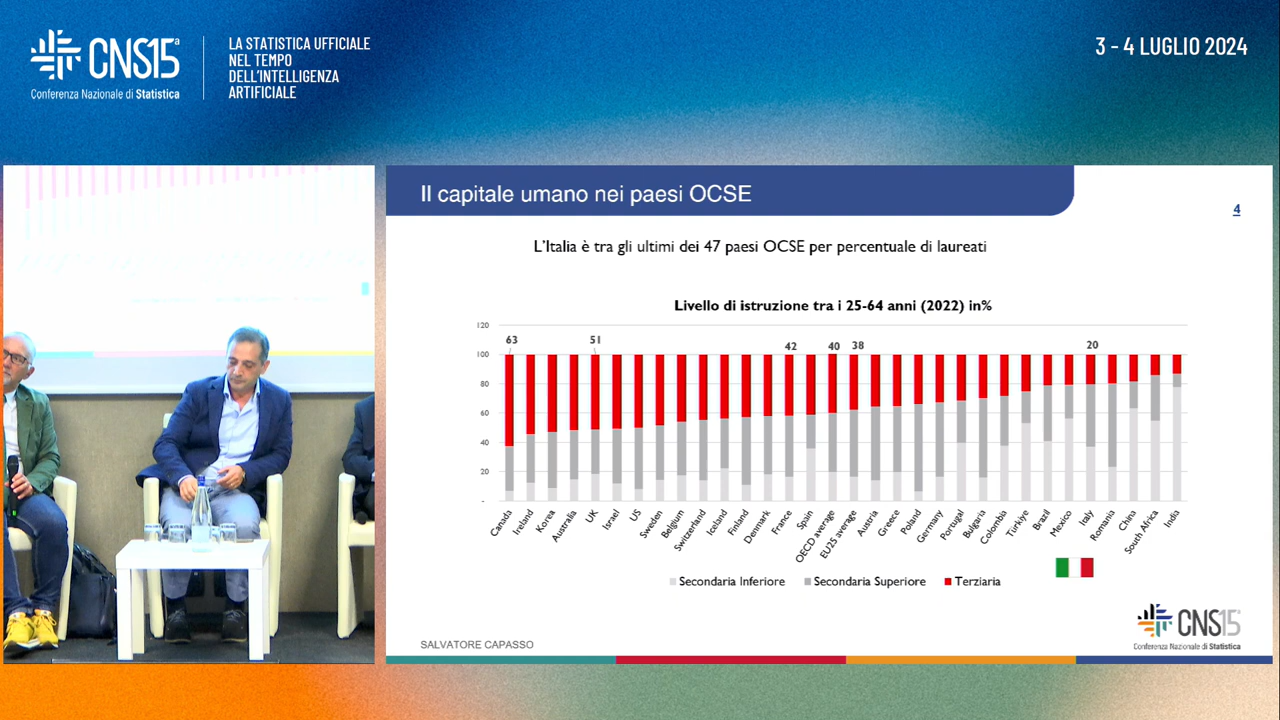 CNS15ª
Conferenza Nazionale di Statistica
LA STATISTICA UFFICIALE
NEL TEMPO
DELL'INTELLIGENZA
ARTIFICIALE
3 - 4 LUGLIO 2024
Il capitale umano nei paesi OCSE
4
L'Italia è tra gli ultimi dei 47 paesi OCSE per percentuale di laureati
Livello di istruzione tra i 25-64 anni (2022) in%
120
100
80
60
40
20
-
63
51
42
40
38
20
Canada
Ireland
Korea
Australia
UK
Israel
US
Sweden
Belgium
Switzerland
Iceland
Finland
Denmark
France
Spain
OECD average
EU25 average
Austria
Greece
Poland
Germany
Portugal
Bulgaria
Colombia
Türkiye
Brazil
Mexico
Italy
Romania
China
South Africa
India
Secondaria Inferiore
Secondaria Superiore
Terziaria
SALVATORE CAPASSO
CNS15ª
Conferenza Nazionale di Statistica